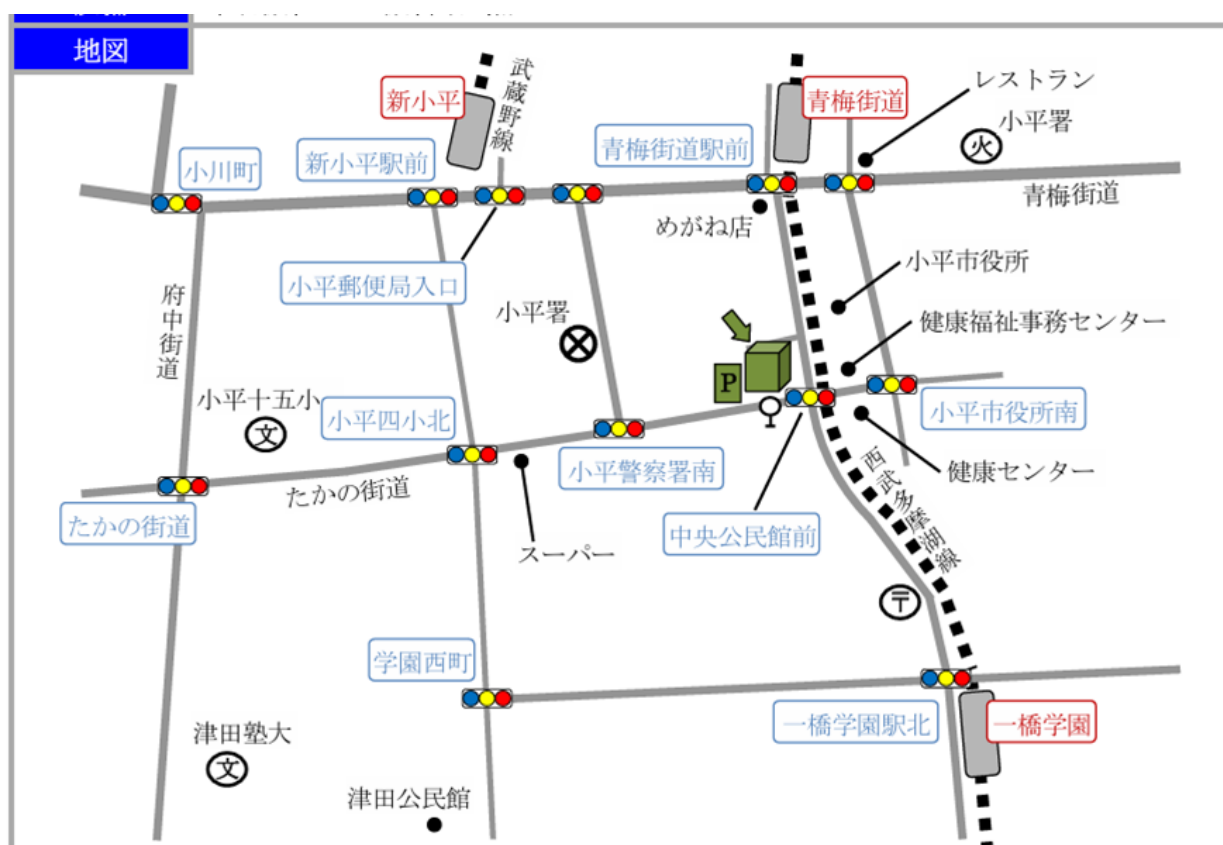 地図
新小平
武蔵野線
青梅街道
レストラン
小平署
火
小川町
新小平駅前
青梅街道駅前
青梅街道
めがね店
小平郵便局入口
小平市役所
府中街道
小平署
健康福祉事務センター
P
小平十五小
文
小平四小北
小平市役所南
たかの街道
小平警察署南
健康センター
たかの街道
中央公民館前
西武多摩湖線
スーパー
〒
学園西町
一橋学園駅北
一橋学園
津田塾大
文
津田公民館